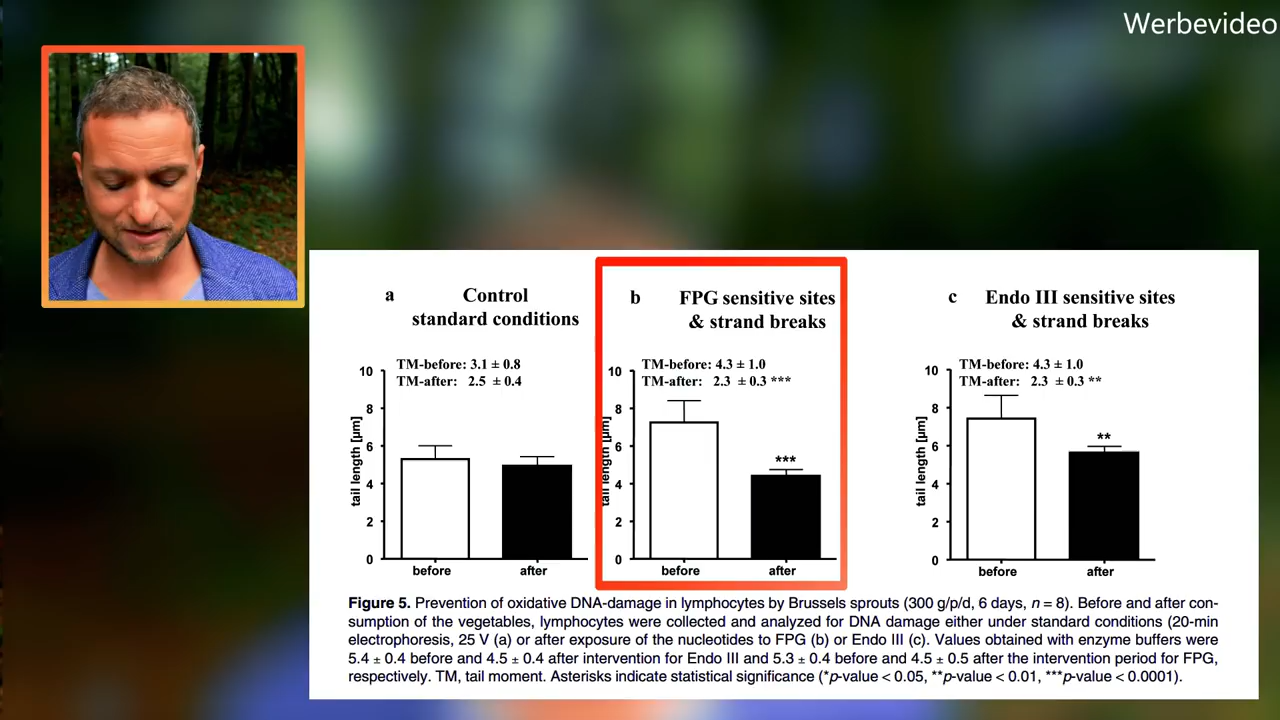 Werbevideo
a Control
standard conditions
TM-before: 3.1 ± 0.8
TM-after: 2.5 ± 0.4
tail length [µm]
10
8
6
4
2
0
before after
b FPG sensitive sites
& strand breaks
TM-before: 4.3 ± 1.0
TM-after: 2.3 ± 0.3 ***
tail length [µm]
10
8
6
4
2
0
***
before after
c Endo III sensitive sites
& strand breaks
TM-before: 4.3 ± 1.0
TM-after: 2.3 ± 0.3 **
tail length [µm]
10
8
6
4
2
0
**
before after
Figure 5. Prevention of oxidative DNA-damage in lymphocytes by Brussels sprouts (300 g/p/d, 6 days, n = 8). Before and after con-
sumption of the vegetables, lymphocytes were collected and analyzed for DNA damage either under standard conditions (20-min
electrophoresis, 25 V (a) or after exposure of the nucleotides to FPG (b) or Endo III (c). Values obtained with enzyme buffers were
5.4 ± 0.4 before and 4.5 ± 0.4 after intervention for Endo III and 5.3 ± 0.4 before and 4.5 ± 0.5 after the intervention period for FPG,
respectively. TM, tail moment. Asterisks indicate statistical significance (*p-value < 0.05, **p-value < 0.01, ***p-value < 0.0001).